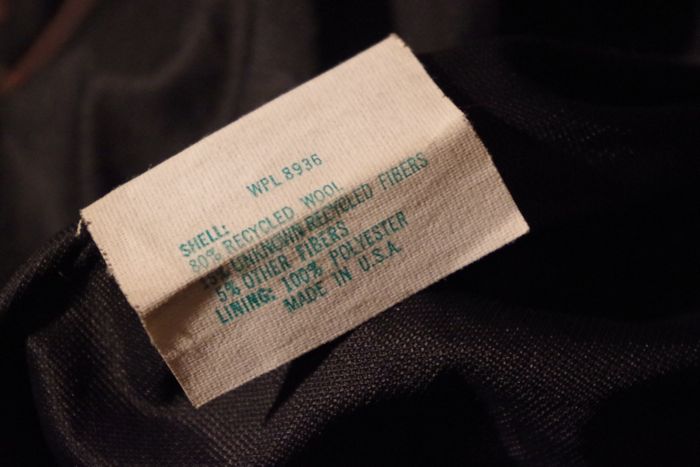 WPL 8936
SHELL:
80% RECYCLED WOOL
15% UNKNOWN RECYCLED FIBERS
5% OTHER FIBERS
LINING: 100% POLYESTER
MADE IN U.S.A.